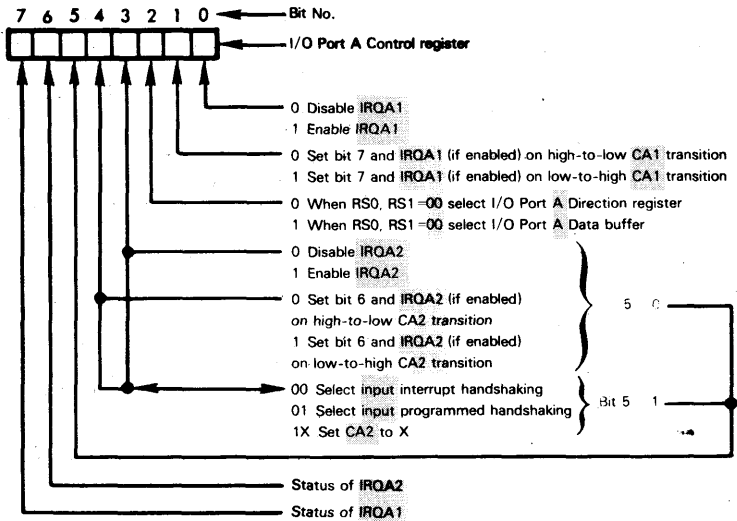 7 6 5 4 3 2 1 0 Bit No.
I/O Port A Control register
0 Disable IRQA1
1 Enable IRQA1
0 Set bit 7 and IRQA1 (if enabled) on high-to-low CA1 transition
1 Set bit 7 and IRQA1 (if enabled) on low-to-high CA1 transition
0 When RS0, RS1 =00 select I/O Port A Direction register
1 When RS0, RS1 =00 select I/O Port A Data buffer
0 Disable IRQA2
1 Enable IRQA2
0 Set bit 6 and IRQA2 (if enabled)
on high-to-low CA2 transition
1 Set bit 6 and IRQA2 (if enabled)
on low-to-high CA2 transition
5 0
00 Select input interrupt handshaking
01 Select input programmed handshaking
1X Set CA2 to X
Bit 5 1
Status of IRQA2
Status of IRQA1